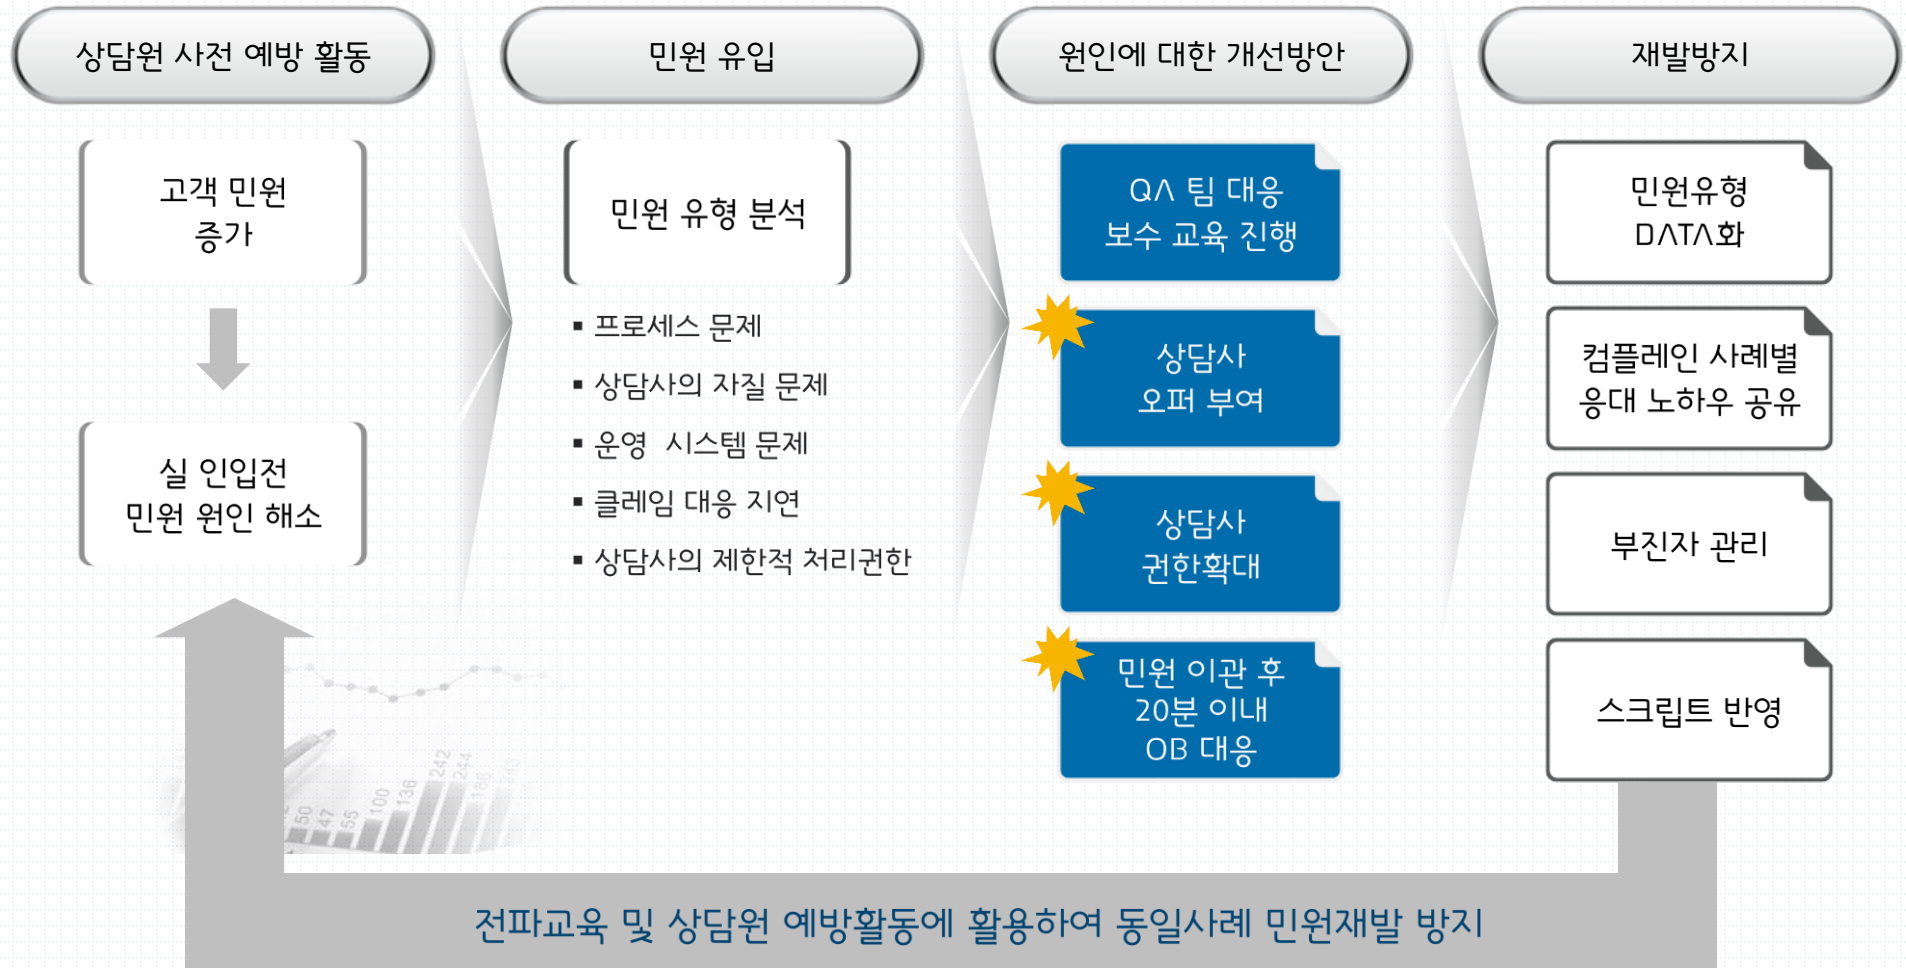 상담원 사전 예방 활동
민원 유입
원인에 대한 개선방안
재발방지
고객 민원
증가
실 인입전
민원 원인 해소
민원 유형 분석
▪ 프로세스 문제
▪ 상담사의 자질 문제
▪ 운영 시스템 문제
▪ 클레임 대응 지연
▪ 상담사의 제한적 처리권한
QA 팀 대응
보수 교육 진행
상담사
오퍼 부여
상담사
권한확대
민원 이관 후
20분 이내
OB 대응
민원유형
DATA화
컴플레인 사례별
응대 노하우 공유
부진자 관리
스크립트 반영
50
47
55
100
136
242
244
전파교육 및 상담원 예방활동에 활용하여 동일사례 민원재발 방지